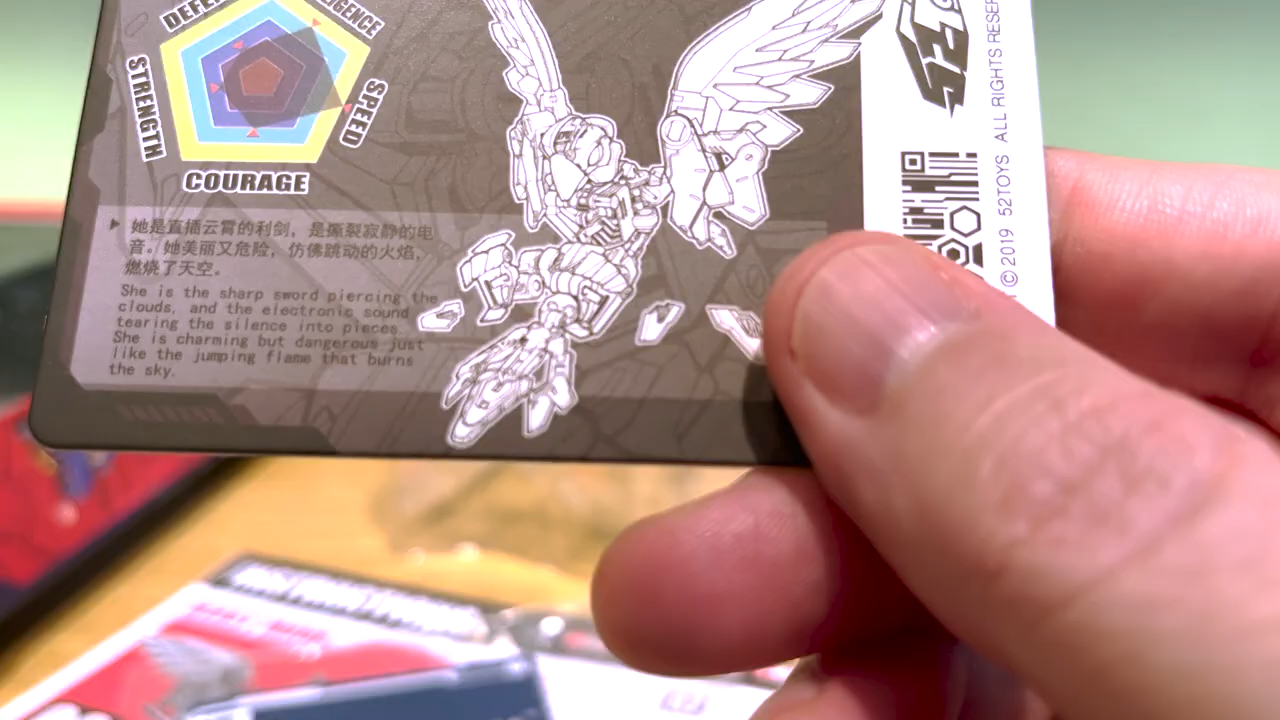 STRENGTH
SPEED
COURAGE
她是直插云霄的利剑，是撕裂寂静的电
音。她美丽又危险，仿佛跳动的火焰，
燃烧了天空。
She is the sharp sword piercing the
clouds, and the electronic sound
tearing the silence into pieces.
She is charming but dangerous just
like the jumping flame that burns
the sky.
©2019 52TOYS ALL RIGHTS RESER